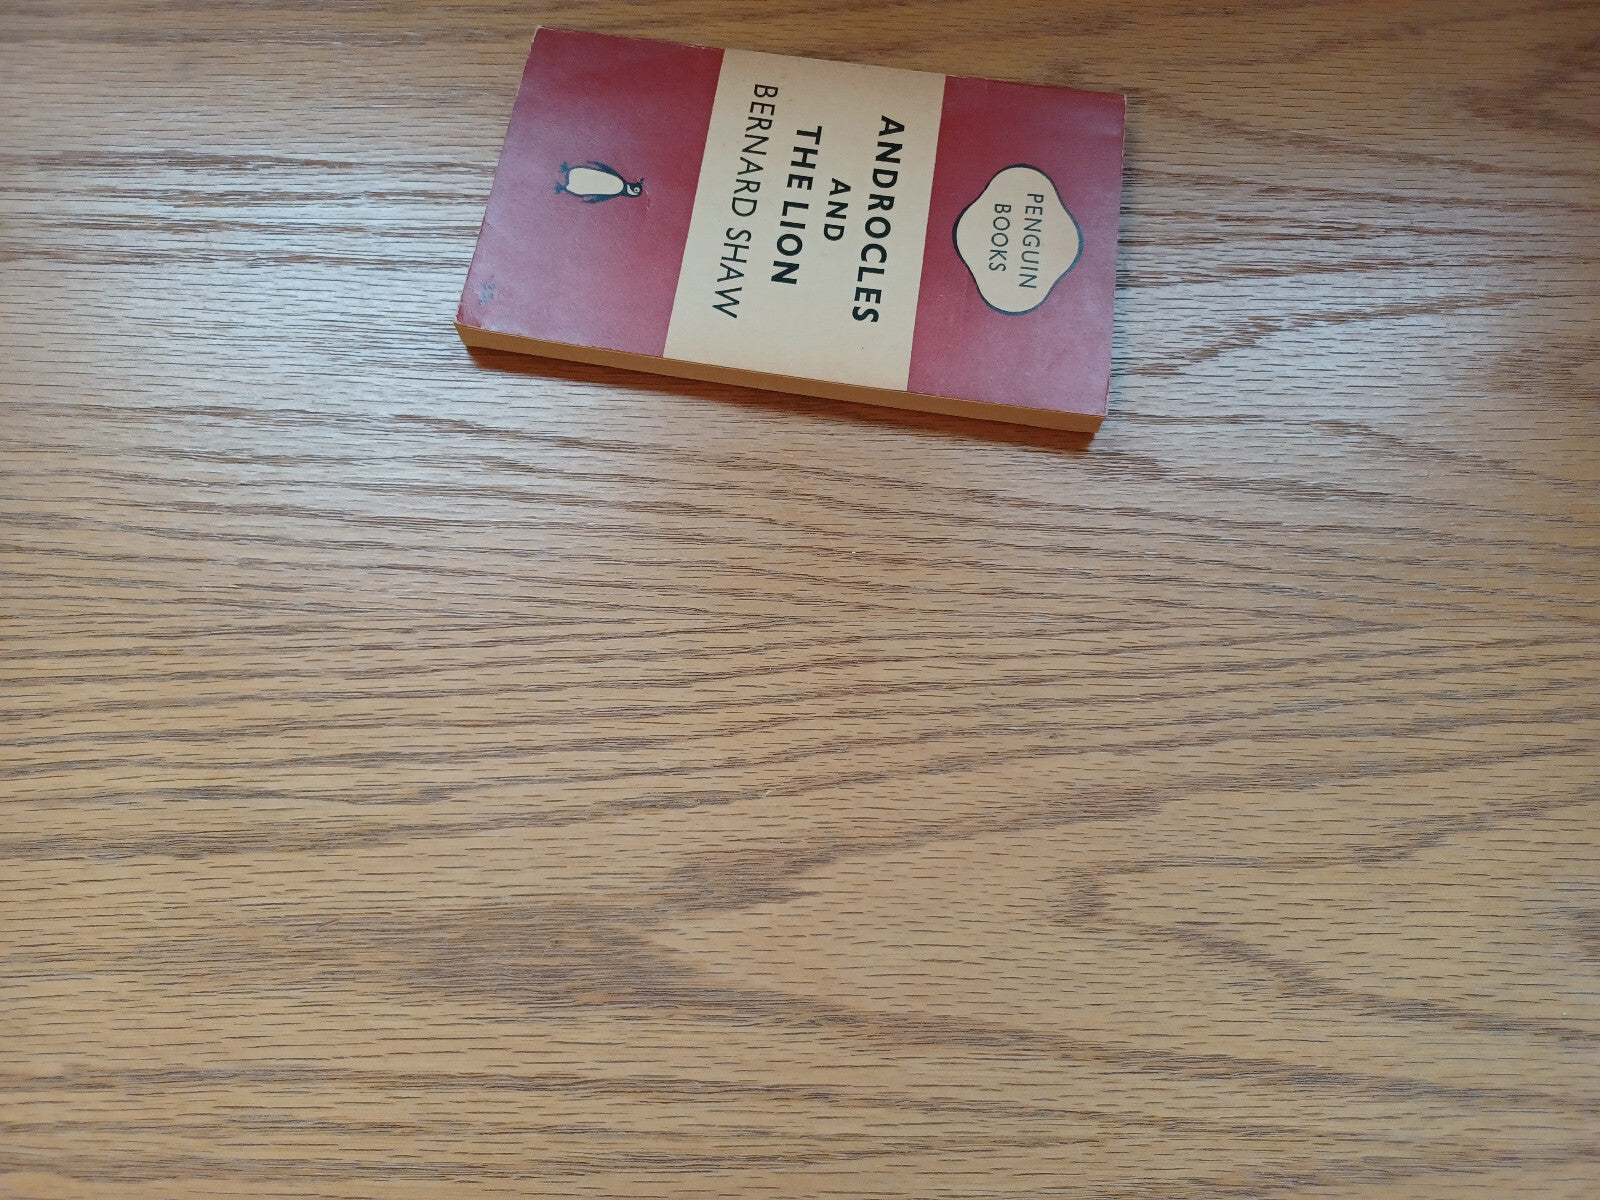 PENGUIN
BOOKS
ANDROCLES
AND
THE LION
BERNARD SHAW